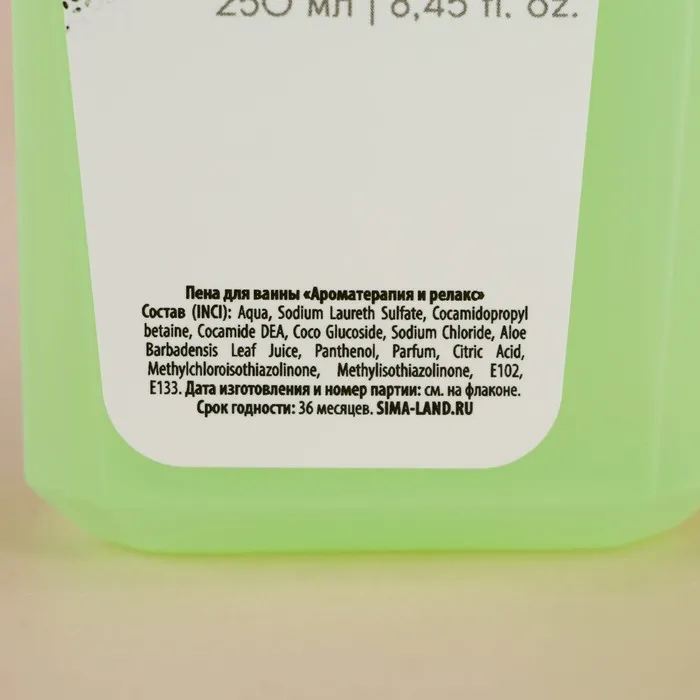 250 мл | 8,45 fl. oz.
Пена для ванны «Ароматерапия и релакс»
Состав (INCI): Aqua, Sodium Laureth Sulfate, Cocamidopropyl
betaine, Cocamide DEA, Coco Glucoside, Sodium Chloride, Aloe
Barbadensis Leaf Juice, Panthenol, Parfum, Citric Acid,
Methylchloroisothiazolinone, Methylisothiazolinone, E102,
E133. Дата изготовления и номер партии: см. на флаконе.
Срок годности: 36 месяцев. SIMA-LAND.RU